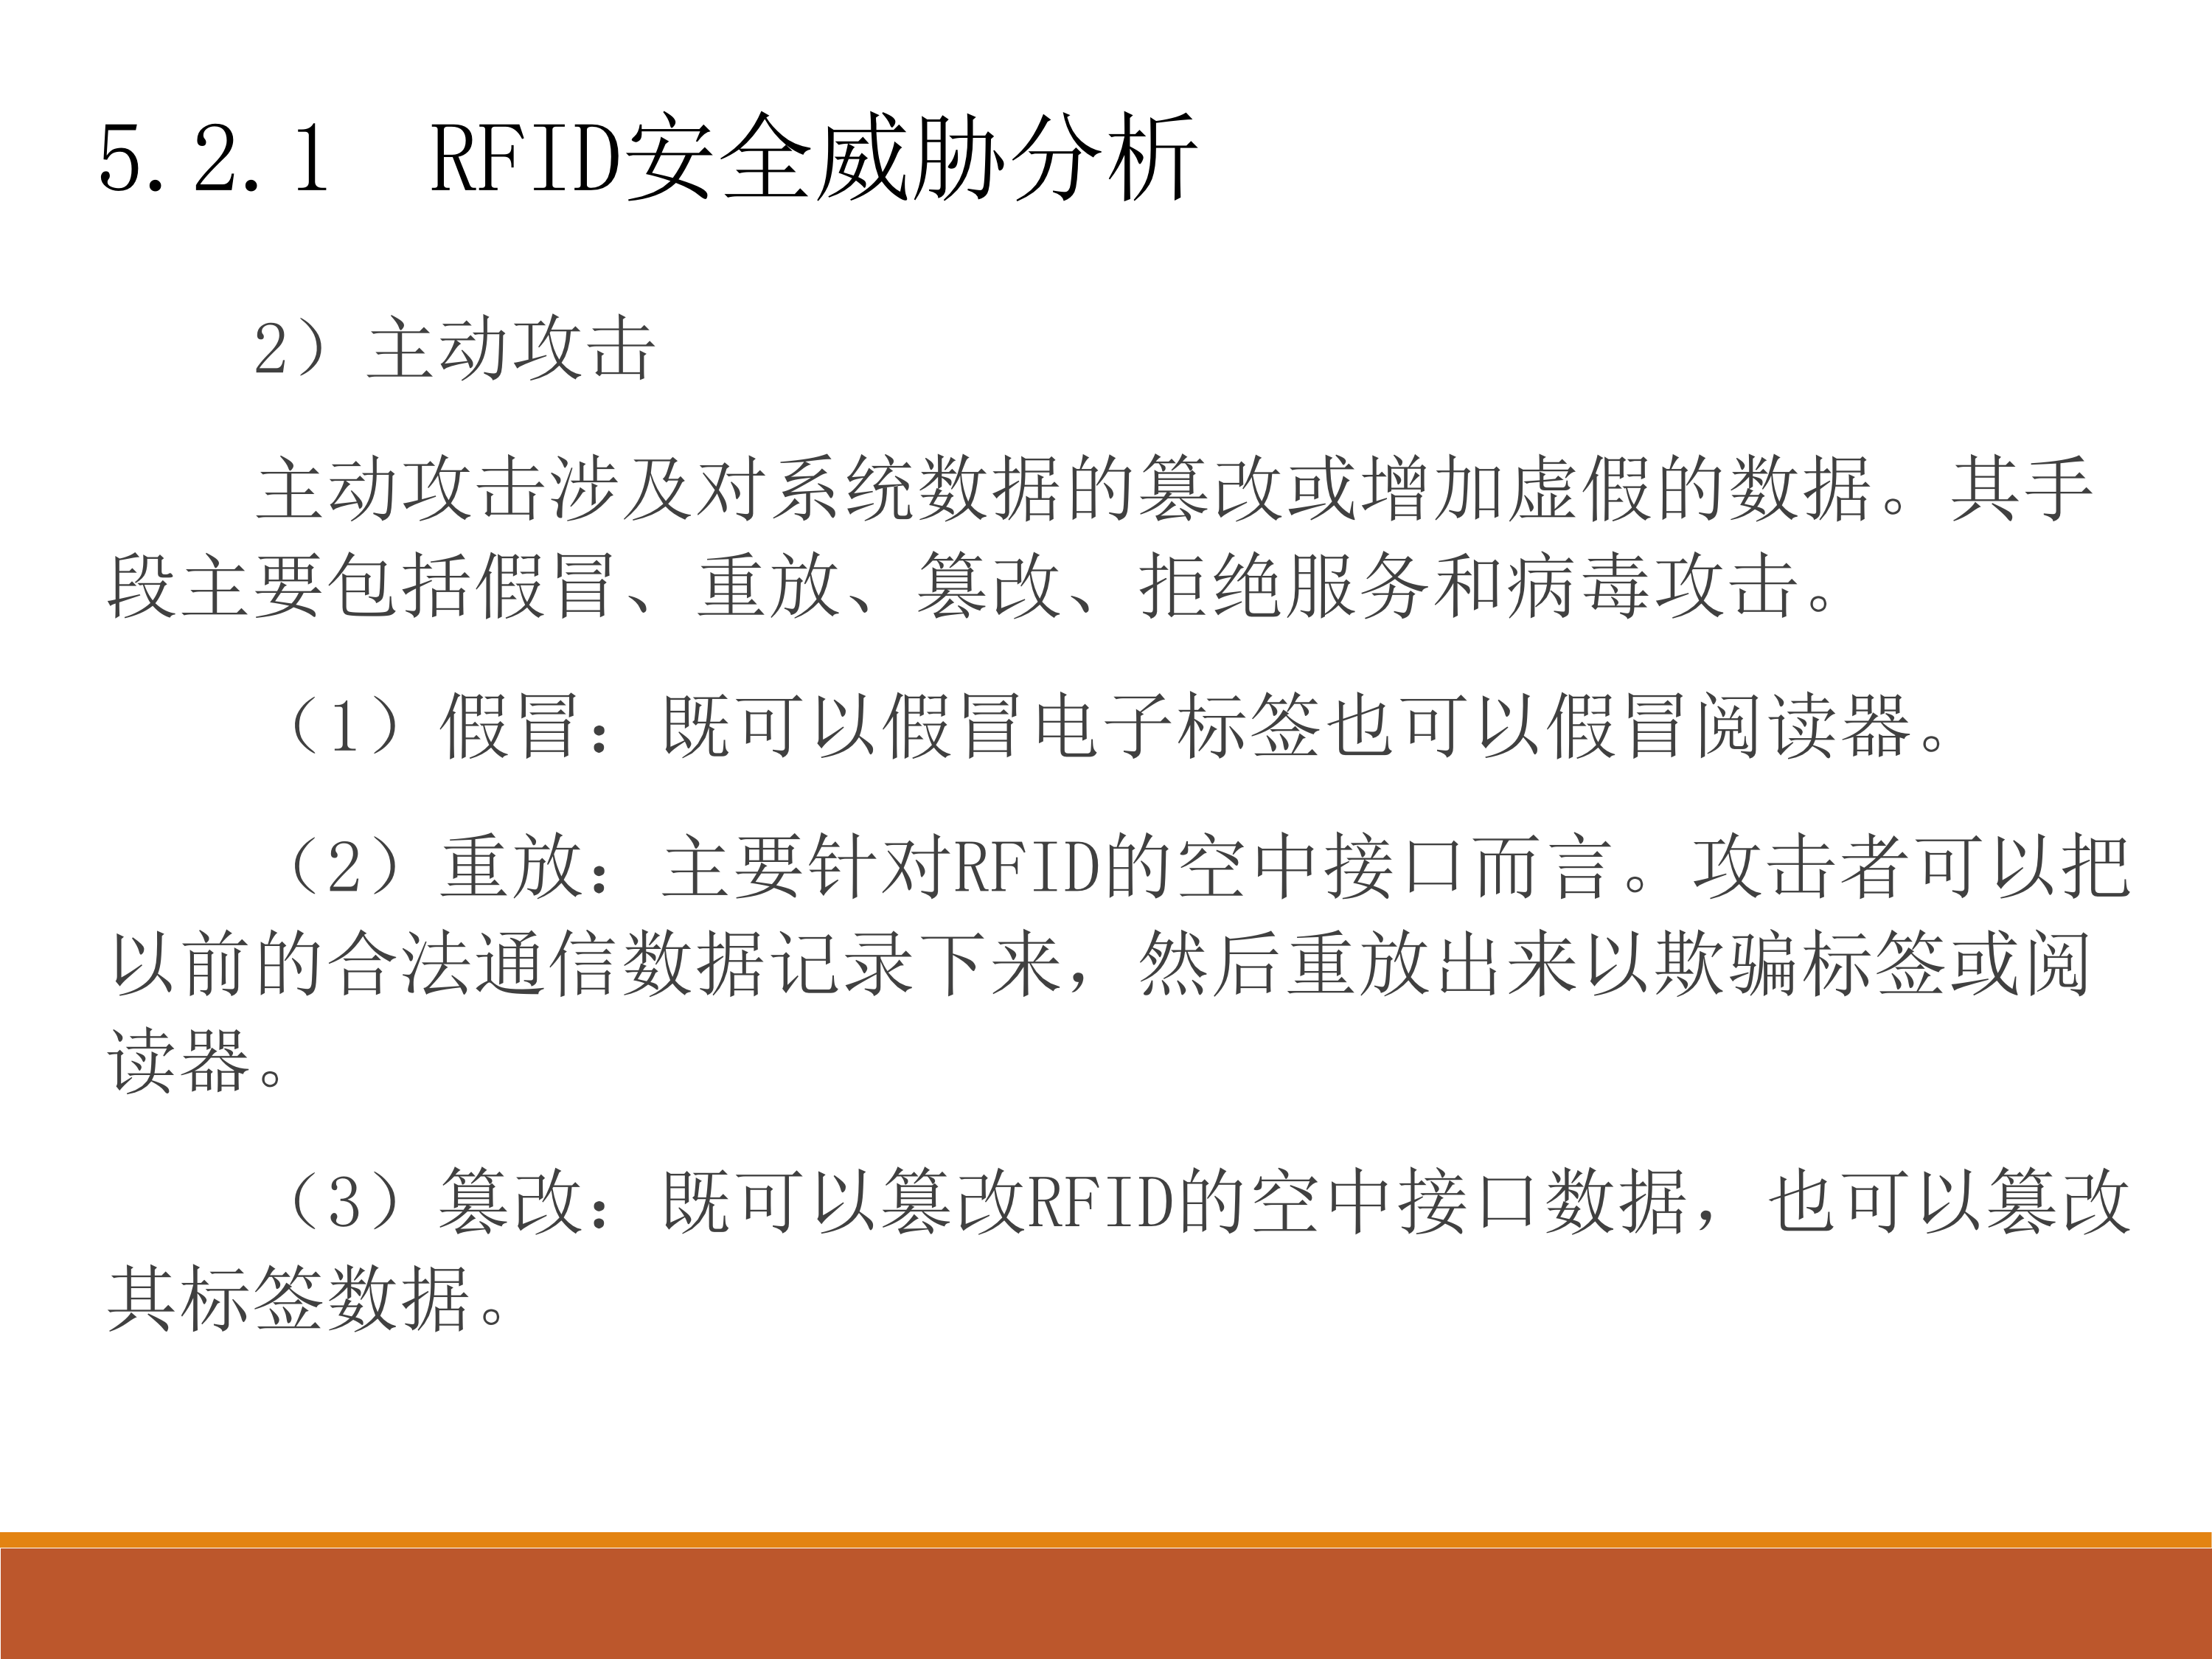 5.2.1 RFID安全威胁分析
2）主动攻击
主动攻击涉及对系统数据的篡改或增加虚假的数据。其手
段主要包括假冒、重放、篡改、拒绝服务和病毒攻击。
（1）假冒：既可以假冒电子标签也可以假冒阅读器。
（2）重放：主要针对RFID的空中接口而言。攻击者可以把
以前的合法通信数据记录下来，然后重放出来以欺骗标签或阅
读器。
（3）篡改：既可以篡改RFID的空中接口数据，也可以篡改
其标签数据。